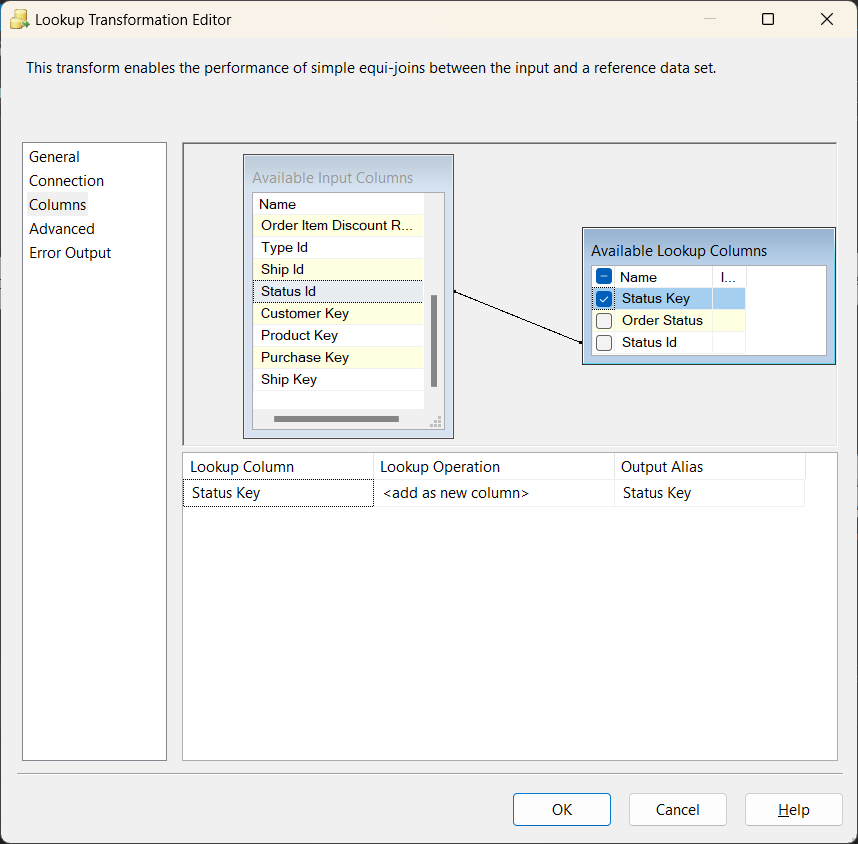 Lookup Transformation Editor
This transform enables the performance of simple equi-joins between the input and a reference data set.
General
Connection
Columns
Advanced
Error Output
Available Input Columns
Name
Order Item Discount R...
Type Id
Ship Id
Status Id
Customer Key
Product Key
Purchase Key
Ship Key
Available Lookup Columns
Name I...
Status Key
Order Status
Status Id
Lookup Column Lookup Operation Output Alias
Status Key <add as new column> Status Key
OK Cancel Help